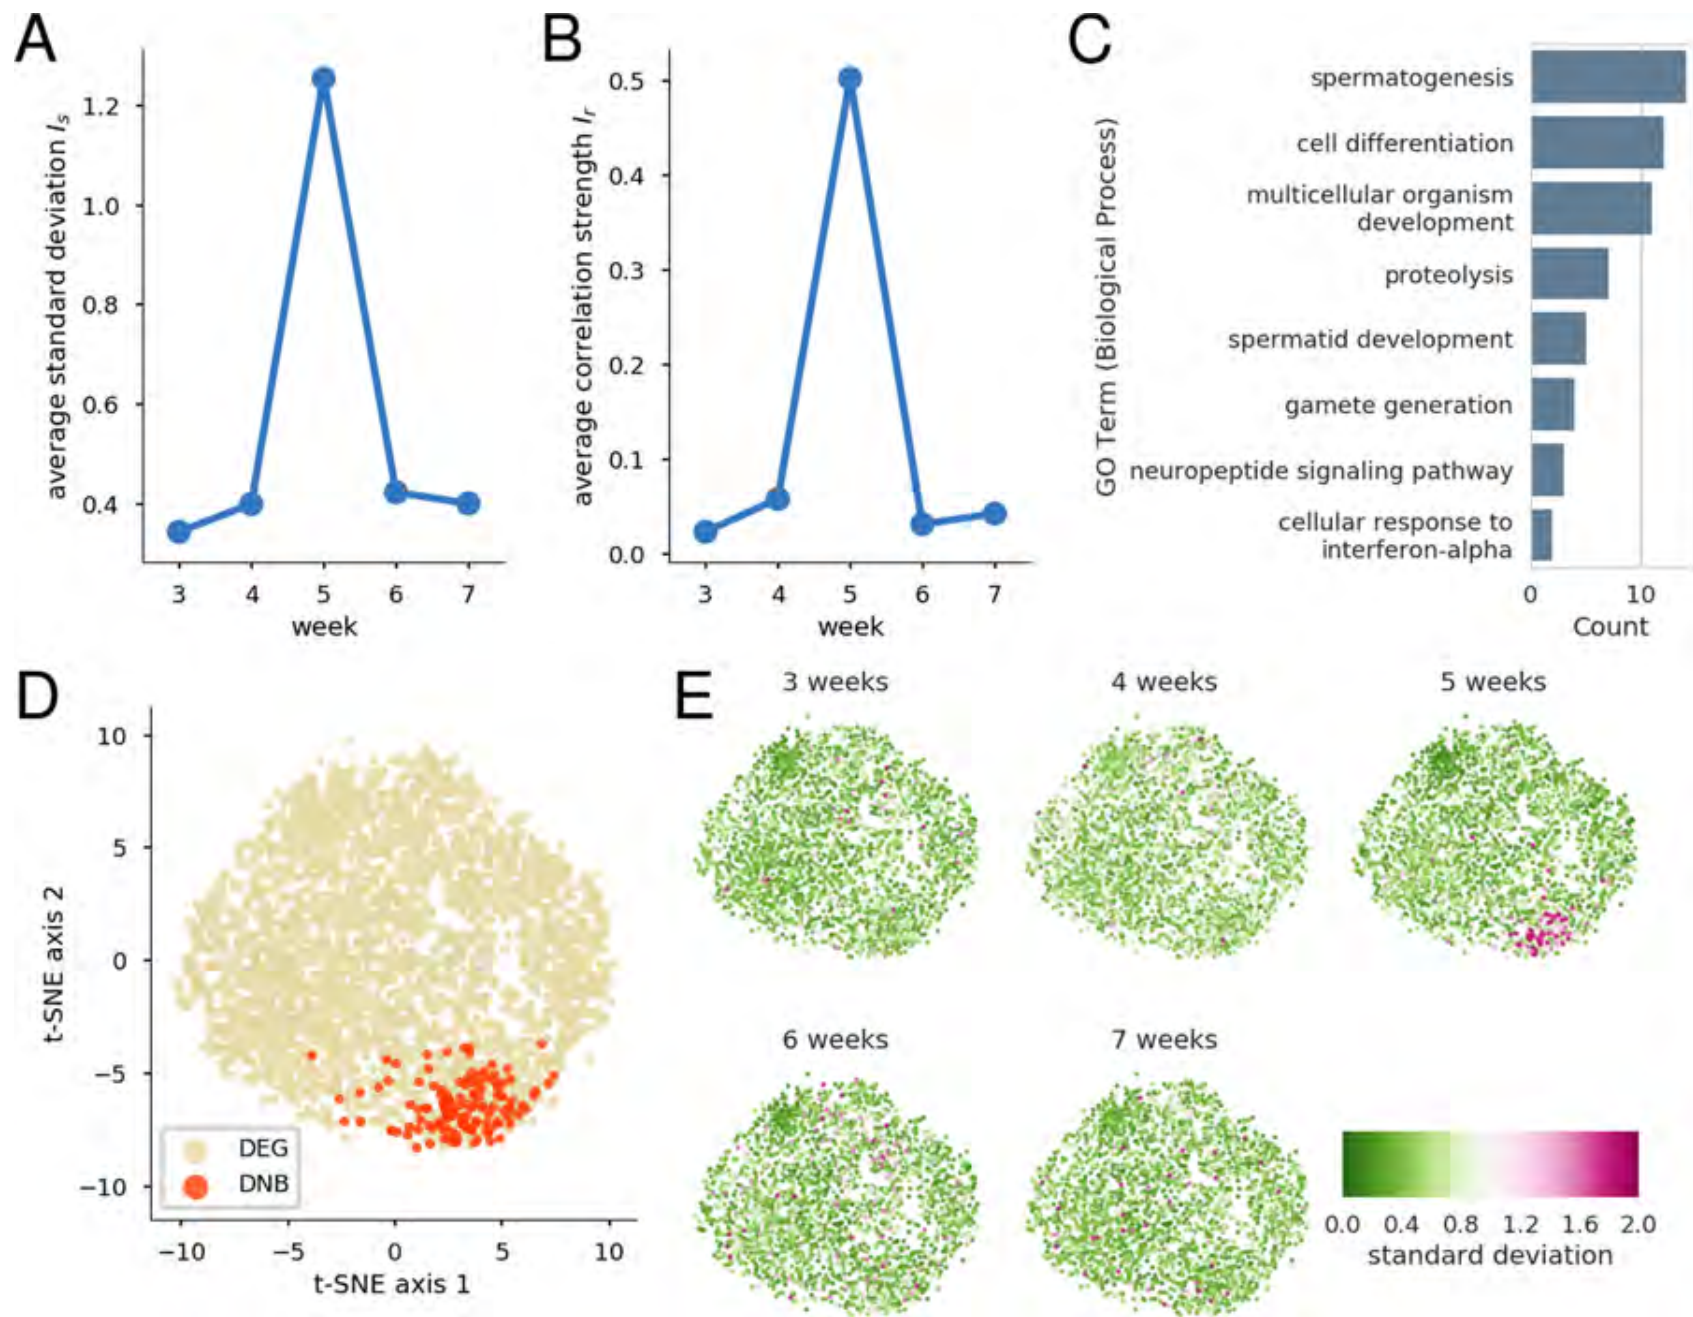 A
average standard deviation Is
1.2
1.0
0.8
0.6
0.4
3 4 5 6 7
week
B
average correlation strength Ir
0.5
0.4
0.3
0.2
0.1
0.0
3 4 5 6 7
week
C
GO Term (Biological Process)
spermatogenesis
cell differentiation
multicellular organism
development
proteolysis
spermatid development
gamete generation
neuropeptide signaling pathway
cellular response to
interferon-alpha
0 10
Count
D
t-SNE axis 2
10
5
0
−5
−10
DEG
DNB
−10 −5 0 5 10
t-SNE axis 1
E
3 weeks 4 weeks 5 weeks
6 weeks 7 weeks
0.0 0.4 0.8 1.2 1.6 2.0
standard deviation